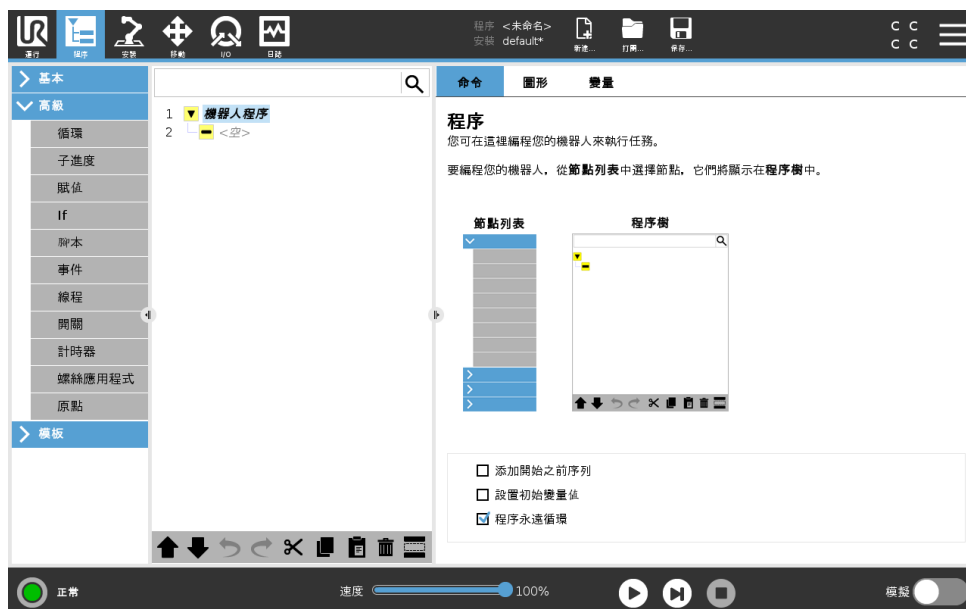 運行 程序 安裝 移動 I/O 日誌
程序 <未命名>
安裝 default*
新建... 打開... 保存...
C C
C C
基本
高級
循環
子進度
賦值
If
腳本
事件
線程
開關
計時器
螺絲應用程式
原點
模板
1 機器人程序
2 <空>
命令 圖形 變量
程序
您可在這裡編程您的機器人來執行任務。
要編程您的機器人，從節點列表中選擇節點，它們將顯示在程序樹中。
節點列表 程序樹
添加開始之前序列
設置初始變量值
程序永遠循環
正常
速度 100%
模擬